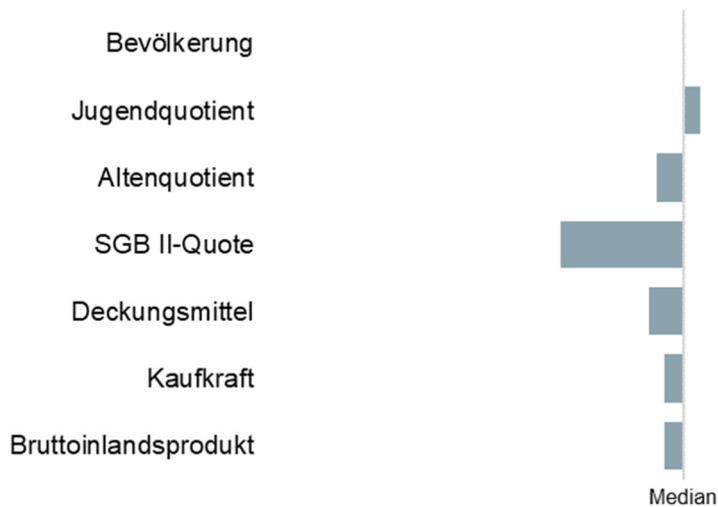 Bevölkerung
Jugendquotient
Altenquotient
SGB II-Quote
Deckungsmittel
Kaufkraft
Bruttoinlandsprodukt
Median